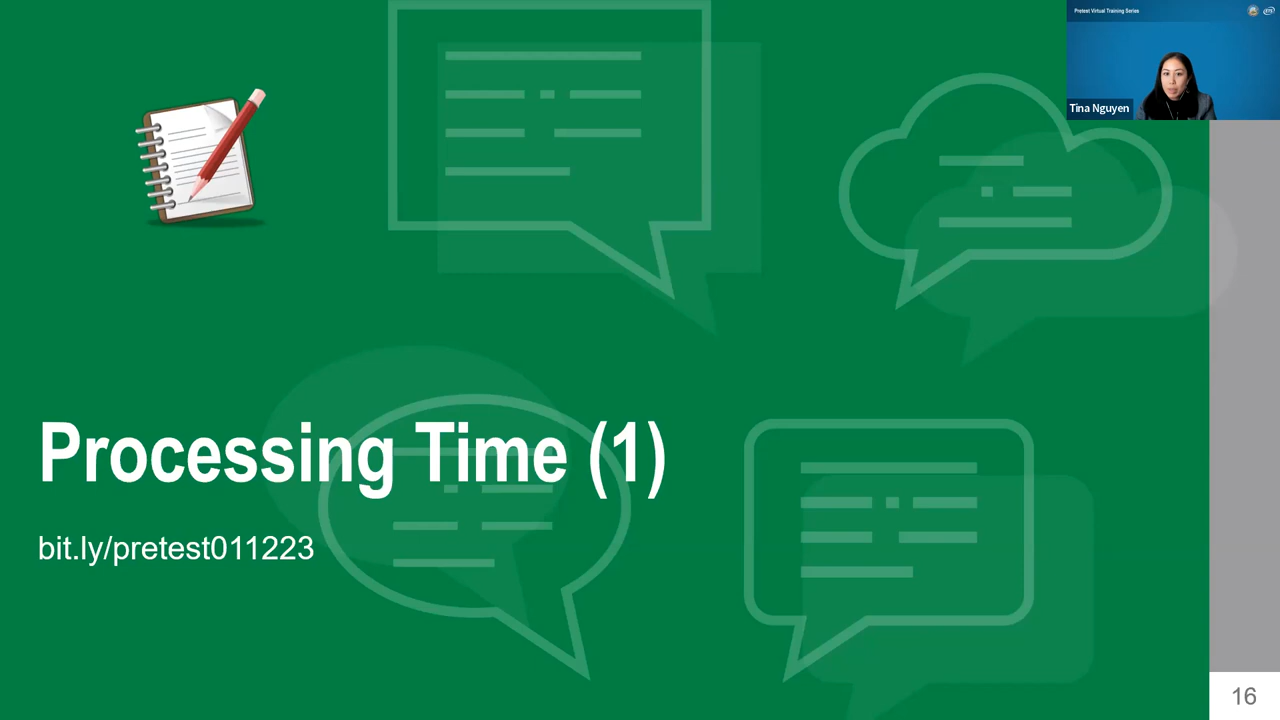 Pretest Virtual Training Series
Tina Nguyen
Processing Time (1)
bit.ly/pretest011223
16